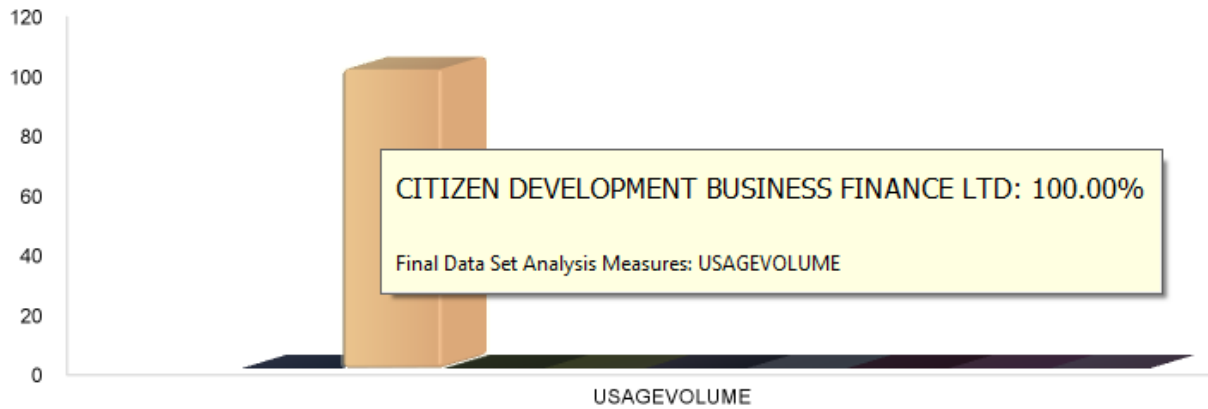 120
100
80
60
40
20
0
CITIZEN DEVELOPMENT BUSINESS FINANCE LTD: 100.00%
Final Data Set Analysis Measures: USAGEVOLUME
USAGEVOLUME